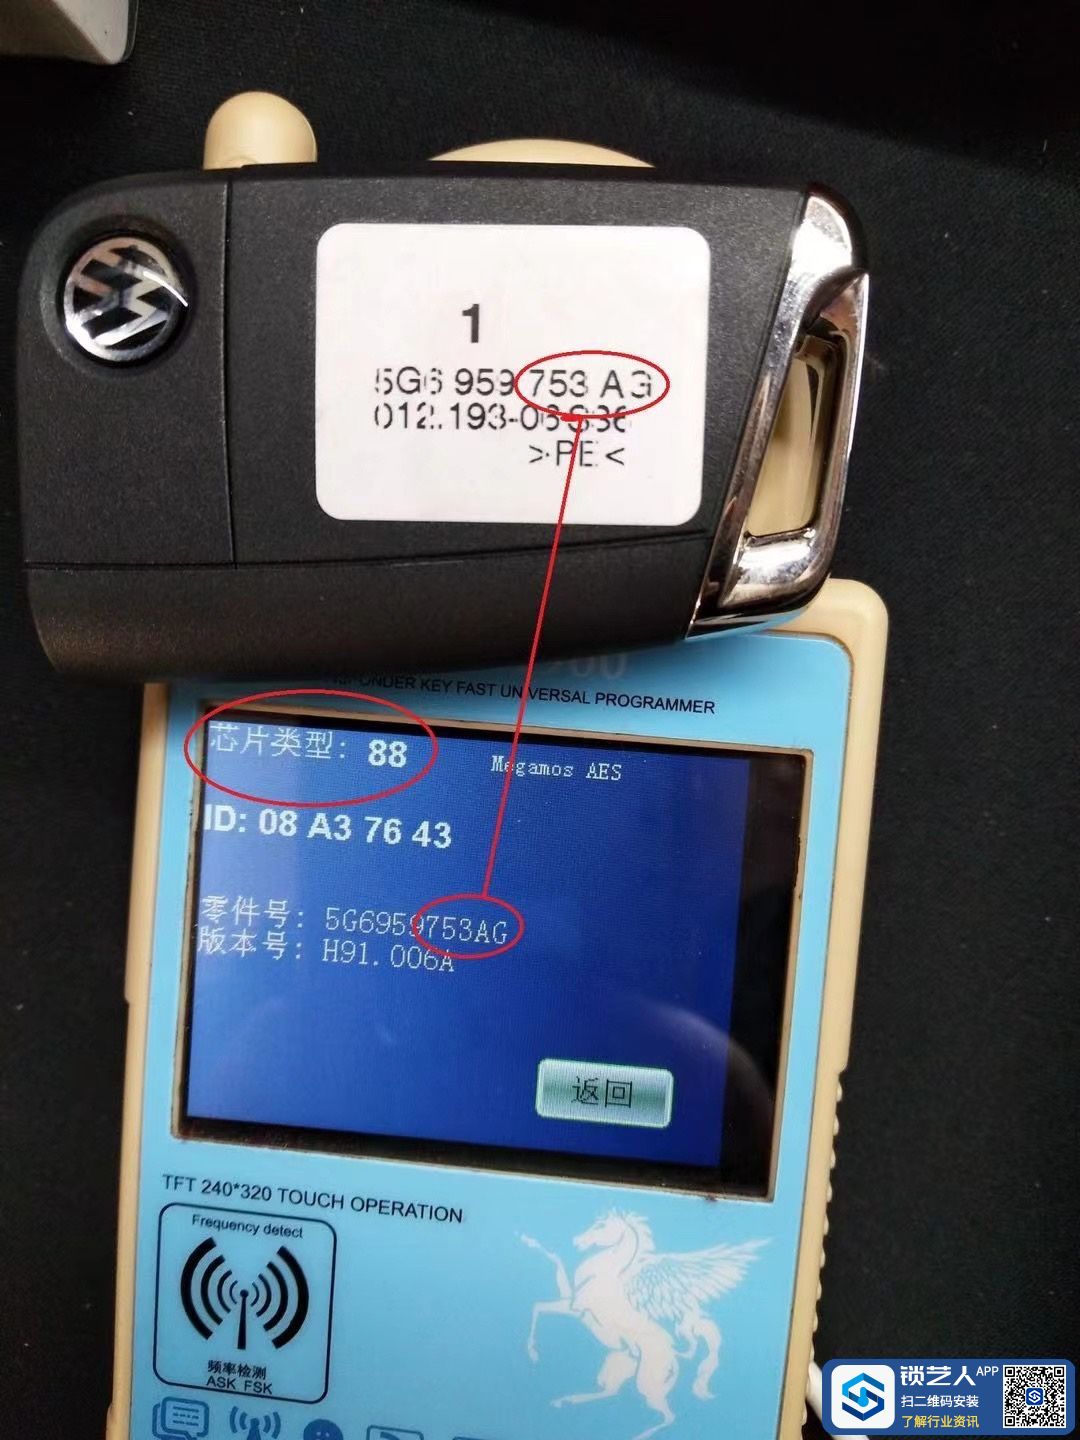 1
5G6 959 753 AG
>PE<
KEY FAST UNIVERSAL PROGRAMMER
芯片类型: 88
Megamos AES
ID: 08 A3 76 43
零件号: 5G6959753AG
版本号: H91.006A
返回
TFT 240*320 TOUCH OPERATION
Frequency detect
频率检测
ASK FSK
锁艺人APP
扫二维码安装
了解行业资讯